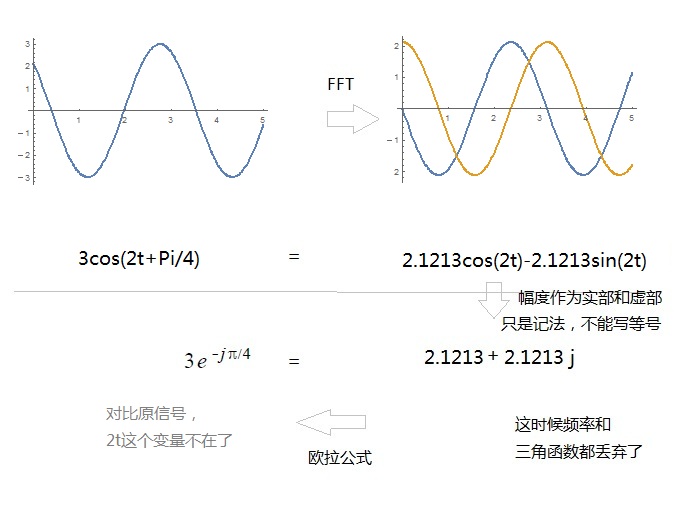 3
2
1
-1
-2
-3
1
2
3
4
5
FFT
2
1
-1
2
1
2
3
4
5
3cos(2t+Pi/4)
=
2.1213cos(2t)-2.1213sin(2t)
幅度作为实部和虚部
只是记法，不能写等号
3e^{-jπ/4}
=
2.1213 + 2.1213 j
对比原信号，
2t这个变量不在了
欧拉公式
这时候频率和
三角函数都丢弃了